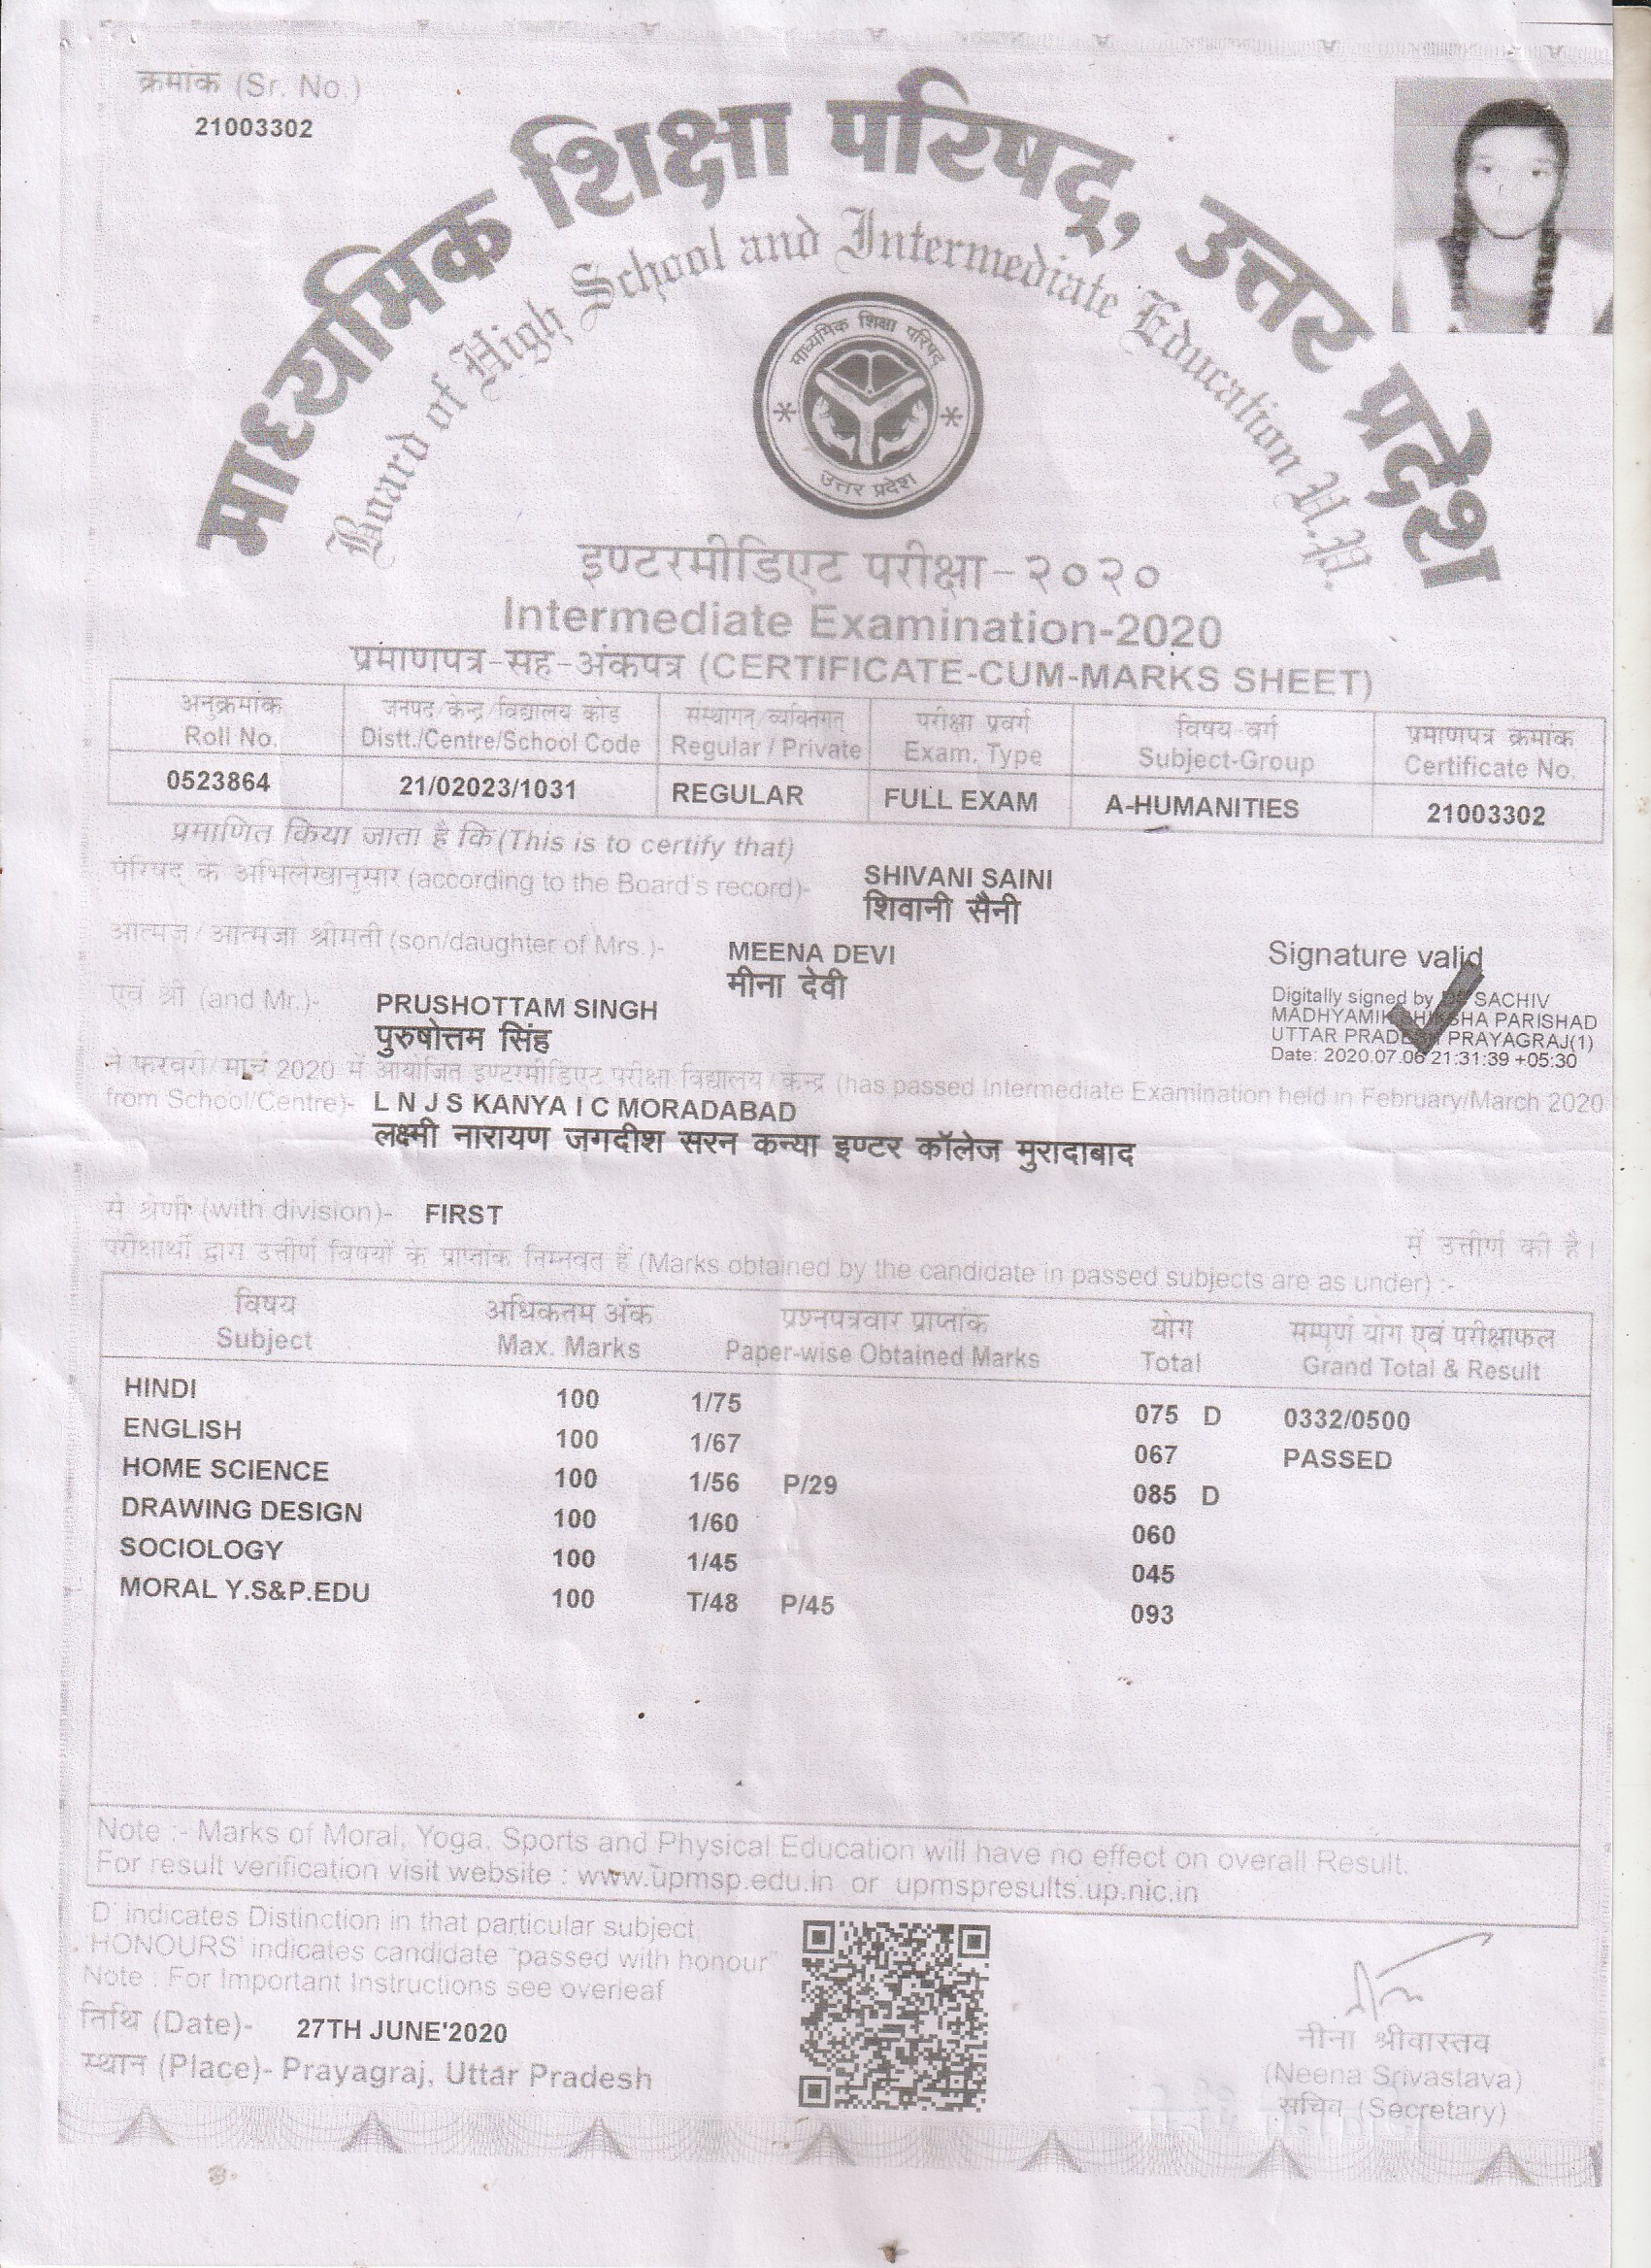 क्रमांक (Sr. No.)
21003302
माध्यमिक शिक्षा परिषद्, उत्तर प्रदेश
Board of High School and Intermediate Education U.P.
माध्यमिक शिक्षा परिषद्
उत्तर प्रदेश
इण्टरमीडिएट परीक्षा-२०२०
Intermediate Examination-2020
प्रमाणपत्र-सह-अंकपत्र (CERTIFICATE-CUM-MARKS SHEET)
अनुक्रमांक जनपद/केन्द्र/विद्यालय कोड संस्थागत्/व्यक्तिगत् परीक्षा प्रवर्ग विषय-वर्ग प्रमाणपत्र क्रमांक
Roll No. Distt./Centre/School Code Regular / Private Exam. Type Subject-Group Certificate No.
0523864 21/02023/1031 REGULAR FULL EXAM A-HUMANITIES 21003302
प्रमाणित किया जाता है कि (This is to certify that)
परिषद के अभिलेखानुसार (according to the Board's record)- SHIVANI SAINI
शिवानी सैनी
आत्मज/आत्मजा श्रीमती (son/daughter of Mrs.)- MEENA DEVI
मीना देवी
एवं श्री (and Mr.)- PRUSHOTTAM SINGH
पुरुषोत्तम सिंह
Signature valid
Digitally signed by DS SACHIV
MADHYAMIK SHIKSHA PARISHAD
UTTAR PRADESH PRAYAGRAJ(1)
Date: 2020.07.06 21:31:39 +05:30
ने फरवरी/मार्च 2020 में आयोजित इण्टरमीडिएट परीक्षा विद्यालय/केन्द्र (has passed Intermediate Examination held in February/March 2020
from School/Centre)- L N J S KANYA I C MORADABAD
लक्ष्मी नारायण जगदीश सरन कन्या इण्टर कॉलेज मुरादाबाद
से श्रेणी (with division)- FIRST
में उत्तीर्ण की है।
परीक्षार्थी द्वारा उत्तीर्ण विषयों के प्राप्तांक निम्नवत हैं (Marks obtained by the candidate in passed subjects are as under) :-
विषय अधिकतम अंक प्रश्नपत्रवार प्राप्तांक योग सम्पूर्ण योग एवं परीक्षाफल
Subject Max. Marks Paper-wise Obtained Marks Total Grand Total & Result
HINDI 100 1/75 075 D 0332/0500
ENGLISH 100 1/67 067 PASSED
HOME SCIENCE 100 1/56 P/29 085 D
DRAWING DESIGN 100 1/60 060
SOCIOLOGY 100 1/45 045
MORAL Y.S&P.EDU 100 T/48 P/45 093
Note :- Marks of Moral, Yoga, Sports and Physical Education will have no effect on overall Result.
For result verification visit website : www.upmsp.edu.in or upmspresults.up.nic.in
'D' indicates Distinction in that particular subject,
'HONOURS' indicates candidate "passed with honour"
Note : For Important Instructions see overleaf
तिथि (Date)- 27TH JUNE'2020
स्थान (Place)- Prayagraj, Uttar Pradesh
नीना श्रीवास्तव
(Neena Srivastava)
सचिव (Secretary)